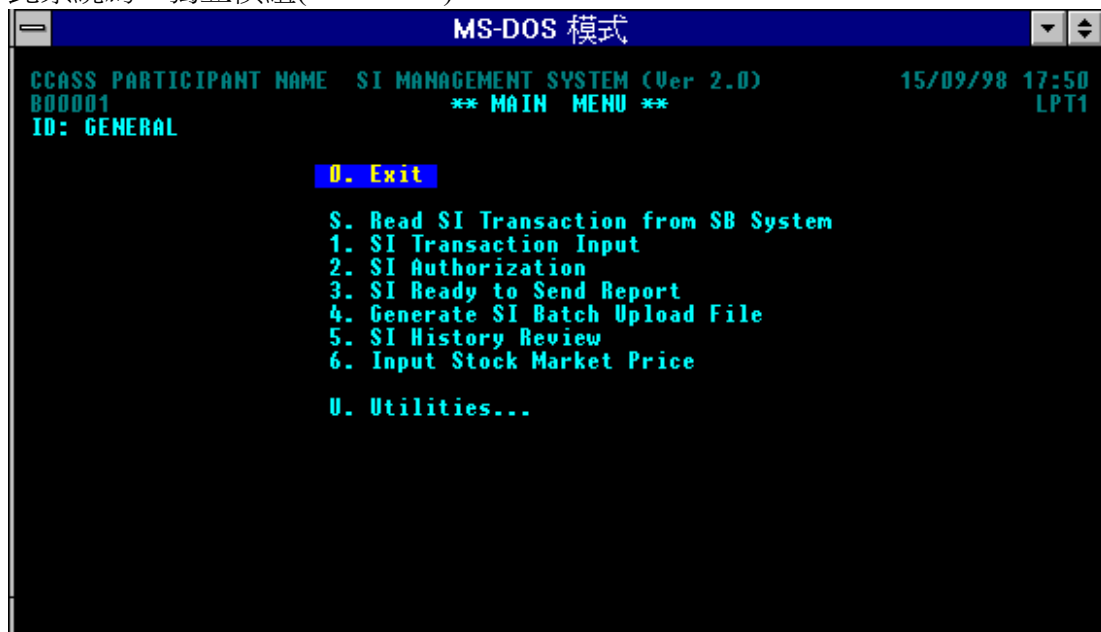 MS-DOS 模式
CCASS PARTICIPANT NAME SI MANAGEMENT SYSTEM (Ver 2.0) 15/09/98 17:50
B00001 ** MAIN MENU ** LPT1
ID: GENERAL
0. Exit
S. Read SI Transaction from SB System
1. SI Transaction Input
2. SI Authorization
3. SI Ready to Send Report
4. Generate SI Batch Upload File
5. SI History Review
6. Input Stock Market Price
U. Utilities...